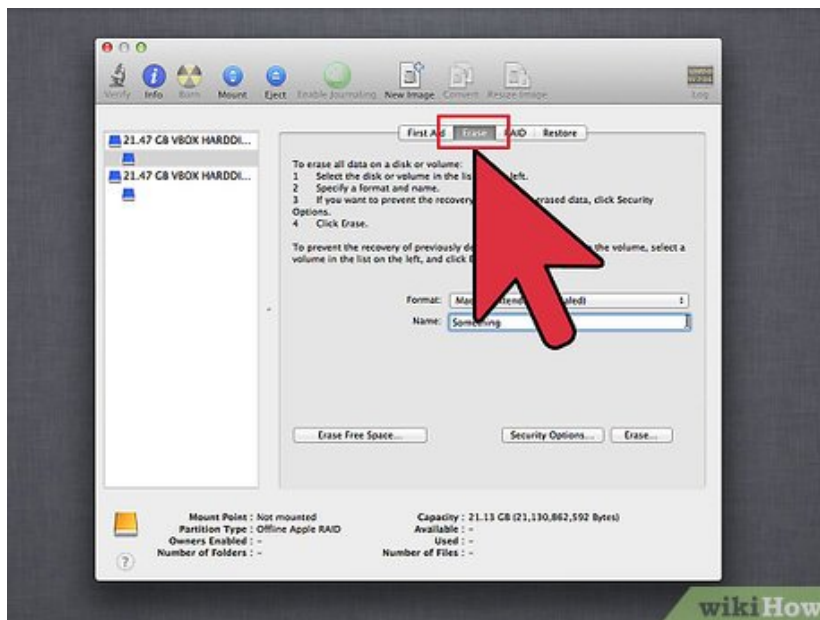 Verify Info Burn Mount Eject Enable Journaling New Image Convert Resize Image Log
21.47 GB VBOX HARDDI...
21.47 GB VBOX HARDDI...
First Aid Erase RAID Restore
To erase all data on a disk or volume:
1 Select the disk or volume in the list left.
2 Specify a format and name.
3 If you want to prevent the recovery erased data, click Security
Options.
4 Click Erase.
To prevent the recovery of previously the volume, select a
volume in the list on the left, and click
Format:
Name: Something
Erase Free Space... Security Options... Erase...
Mount Point : Not mounted Capacity : 21.13 GB (21,130,862,592 Bytes)
Partition Type : Offline Apple RAID Available : -
Owners Enabled : - Used : -
Number of Folders : - Number of Files : -
?
wikiHow